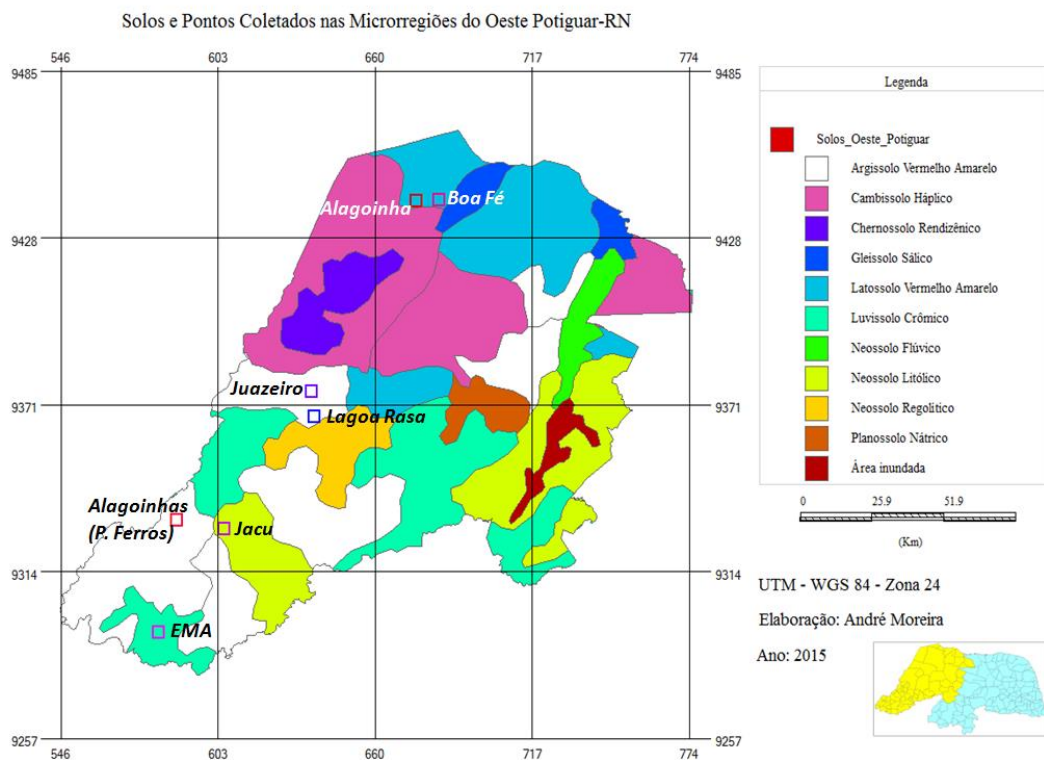 Solos e Pontos Coletados nas Microrregiões do Oeste Potiguar-RN
546 603 660 717 774
9485 9485
9428 9428
9371 9371
9314 9314
9257 9257
546 603 660 717 774
Alagoinha
Boa Fé
Juazeiro
Lagoa Rasa
Alagoinhas
(P. Ferros)
Jacu
EMA
Legenda
Solos_Oeste_Potiguar
Argissolo Vermelho Amarelo
Cambissolo Háplico
Chernossolo Rendizênico
Gleissolo Sálico
Latossolo Vermelho Amarelo
Luvissolo Crômico
Neossolo Flúvico
Neossolo Litólico
Neossolo Regolítico
Planossolo Nátrico
Área inundada
0 25.9 51.9
(Km)
UTM - WGS 84 - Zona 24
Elaboração: André Moreira
Ano: 2015